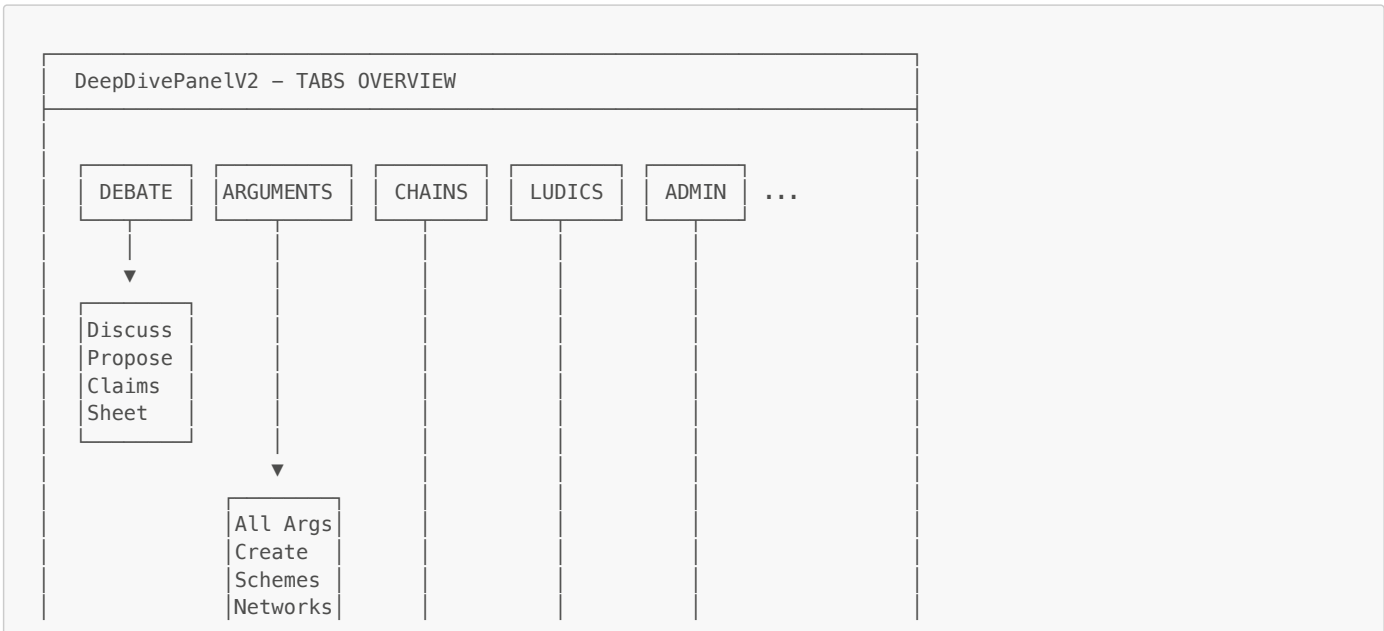 DeepDivePanelV2 – TABS OVERVIEW
DEBATE ARGUMENTS CHAINS LUDICS ADMIN ...
Discuss
Propose
Claims
Sheet
All Args
Create
Schemes
Networks